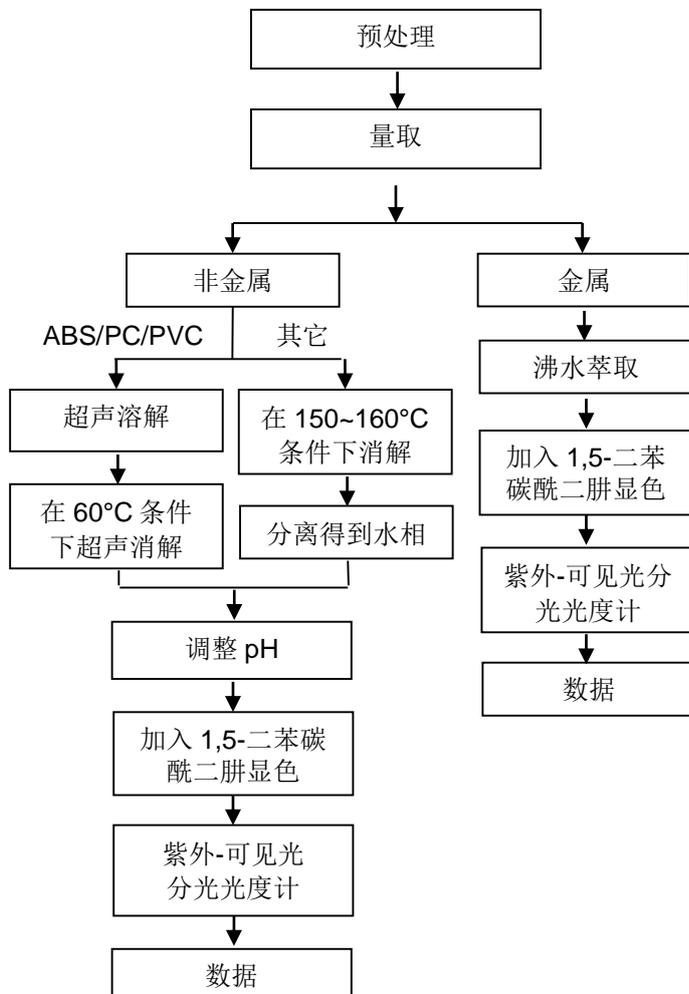 预处理
量取
非金属
金属
ABS/PC/PVC
其它
超声溶解
在 150~160°C
条件下消解
沸水萃取
在 60°C 条件
下超声消解
分离得到水相
加入 1,5-二苯
碳酰二肼显色
紫外-可见光分
光光度计
调整 pH
数据
加入 1,5-二苯碳
酰二肼显色
紫外-可见光
分光光度计
数据